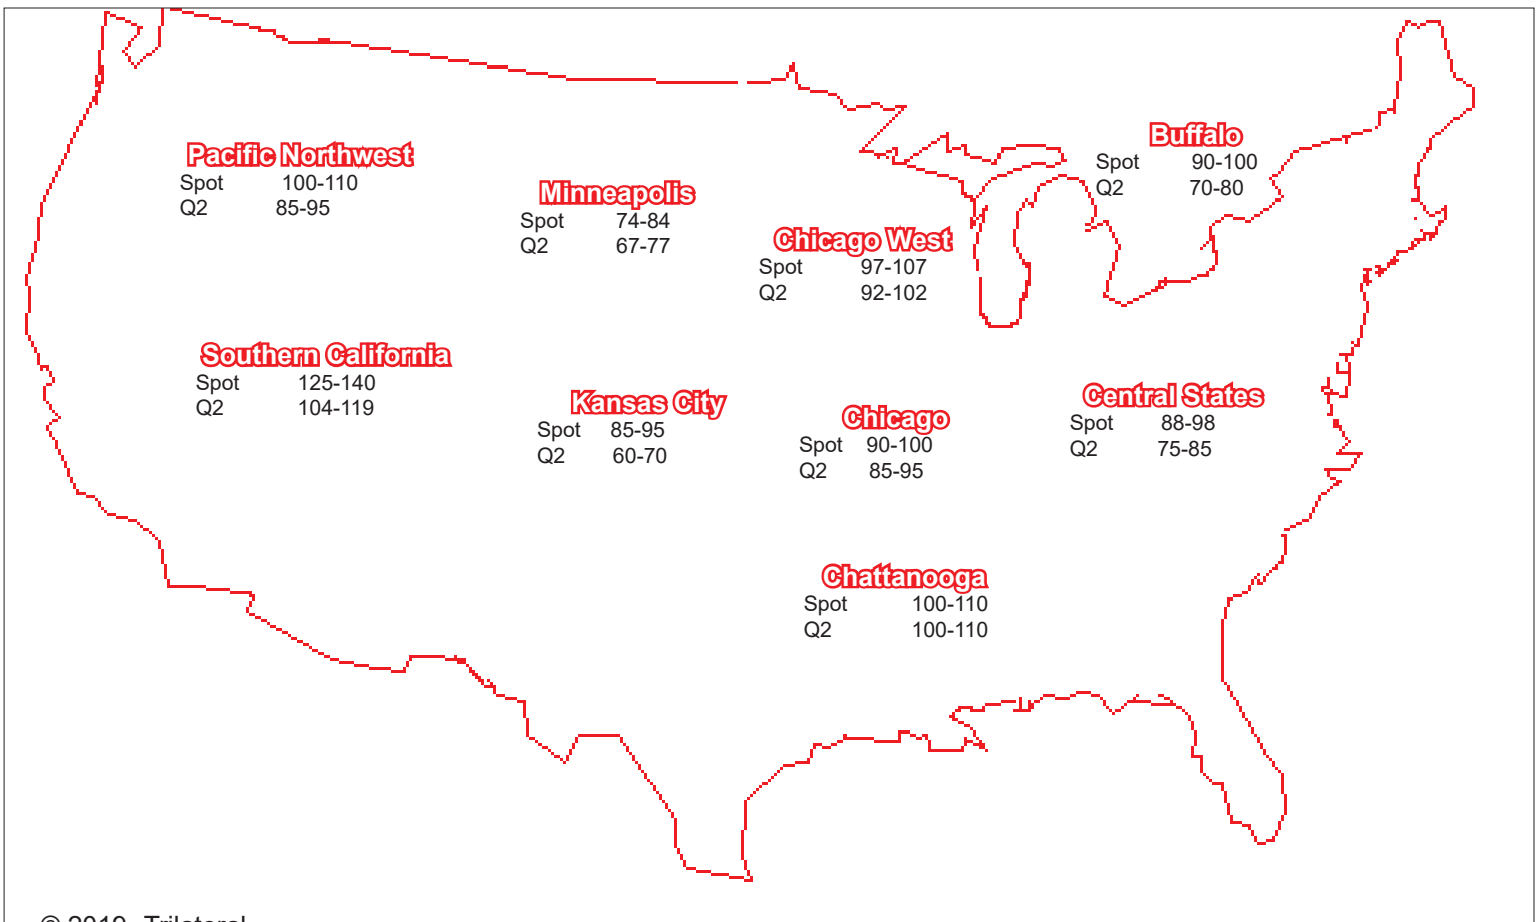 Pacific Northwest
Spot 100-110
Q2 85-95
Minneapolis
Spot 74-84
Q2 67-77
Chicago West
Spot 97-107
Q2 92-102
Buffalo
Spot 90-100
Q2 70-80
Southern California
Spot 125-140
Q2 104-119
Kansas City
Spot 85-95
Q2 60-70
Chicago
Spot 90-100
Q2 85-95
Central States
Spot 88-98
Q2 75-85
Chattanooga
Spot 100-110
Q2 100-110
© 2019 Trilateral